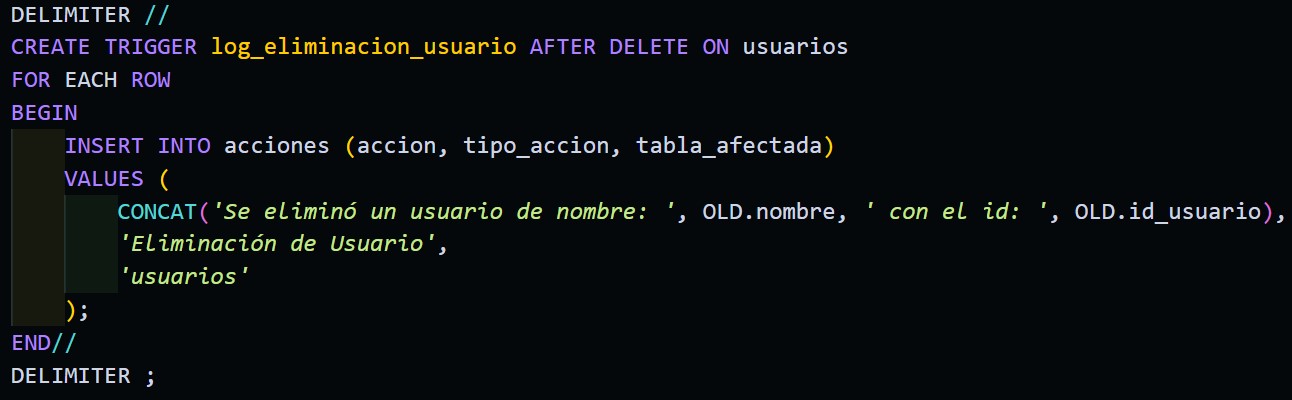 DELIMITER //
CREATE TRIGGER log_eliminacion_usuario AFTER DELETE ON usuarios
FOR EACH ROW
BEGIN
    INSERT INTO acciones (accion, tipo_accion, tabla_afectada)
    VALUES (
        CONCAT('Se eliminó un usuario de nombre: ', OLD.nombre, ' con el id: ', OLD.id_usuario),
        'Eliminación de Usuario',
        'usuarios'
    );
END//
DELIMITER ;